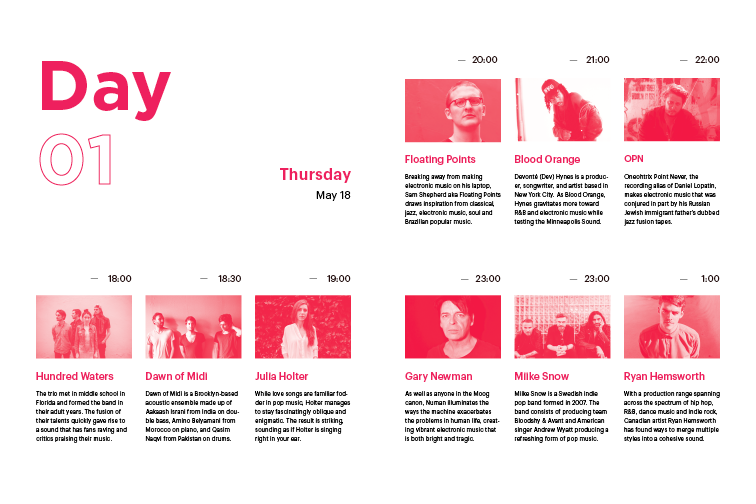 Day
01
Thursday
May 18
— 18:00
Hundred Waters
The trio met in middle school in
Florida and formed the band in
their adult years. The fusion of
their talents quickly gave rise to
a sound that has fans raving and
critics praising their music.
— 18:30
Dawn of Midi
Dawn of Midi is a Brooklyn-based
acoustic ensemble made up of
Aakaash Israni from India on dou-
ble bass, Amino Belyamani from
Morocco on piano, and Qasim
Naqvi from Pakistan on drums.
— 19:00
Julia Holter
While love songs are familiar fod-
der in pop music, Holter manages
to stay fascinatingly oblique and
enigmatic. The result is striking,
sounding as if Holter is singing
right in your ear.
— 20:00
Floating Points
Breaking away from making
electronic music on his laptop,
Sam Shepherd aka Floating Points
draws inspiration from classical,
jazz, electronic music, soul and
Brazilian popular music.
— 21:00
Blood Orange
Devonté (Dev) Hynes is a produc-
er, songwriter, and artist based in
New York City. As Blood Orange,
Hynes gravitates more toward
R&B and electronic music while
testing the Minneapolis Sound.
— 22:00
OPN
Oneohtrix Point Never, the
recording alias of Daniel Lopatin,
makes electronic music that was
conjured in part by his Russian
Jewish immigrant father's dubbed
jazz fusion tapes.
— 23:00
Gary Newman
As well as anyone in the Moog
canon, Numan illuminates the
ways the machine exacerbates
the problems in human life, creat-
ing vibrant electronic music that
is both bright and tragic.
— 23:00
Miike Snow
Miike Snow is a Swedish indie
pop band formed in 2007. The
band consists of producing team
Bloodshy & Avant and American
singer Andrew Wyatt producing a
refreshing form of pop music.
— 1:00
Ryan Hemsworth
With a production range spanning
across the spectrum of hip hop,
R&B, dance music and indie rock,
Canadian artist Ryan Hemsworth
has found ways to merge multiple
styles into a cohesive sound.